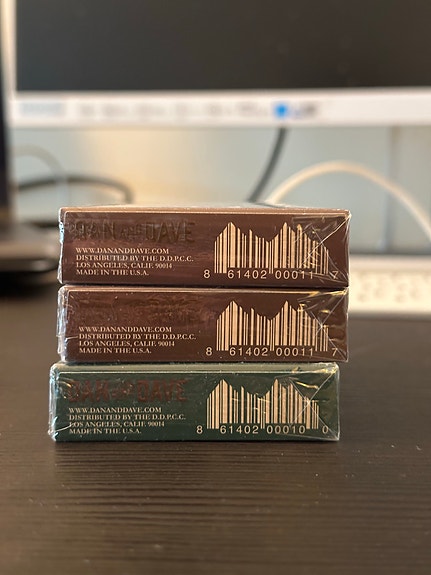 DAN AND DAVE
WWW.DANANDDAVE.COM
DISTRIBUTED BY THE D.D.P.C.C.
LOS ANGELES, CALIF. 90014
MADE IN THE U.S.A.
8 61402 00011 7
WWW.DANANDDAVE.COM
DISTRIBUTED BY THE D.D.P.C.C.
LOS ANGELES, CALIF. 90014
MADE IN THE U.S.A.
8 61402 00011 7
DAN AND DAVE
WWW.DANANDDAVE.COM
DISTRIBUTED BY THE D.D.P.C.C.
LOS ANGELES, CALIF. 90014
MADE IN THE U.S.A.
8 61402 00010 0